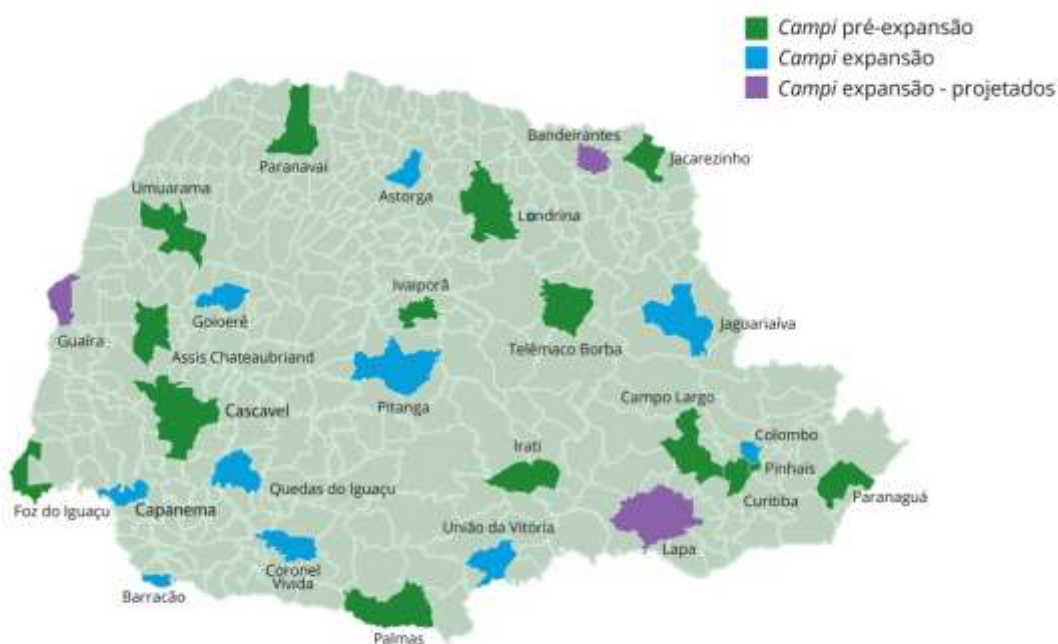 Campi pré-expansão
Campi expansão
Campi expansão - projetados
Bandeirantes
Jacarezinho
Paranavaí
Astorga
Umuarama
Londrina
Ivaiporã
Goioerê
Guaíra
Assis Chateaubriand
Telêmaco Borba
Jaguariaíva
Pitanga
Cascavel
Campo Largo
Colombo
Irati
Pinhais
Quedas do Iguaçu
Curitiba
Paranaguá
Foz do Iguaçu
Capanema
União da Vitória
Lapa
Coronel
Vivida
Barracão
Palmas